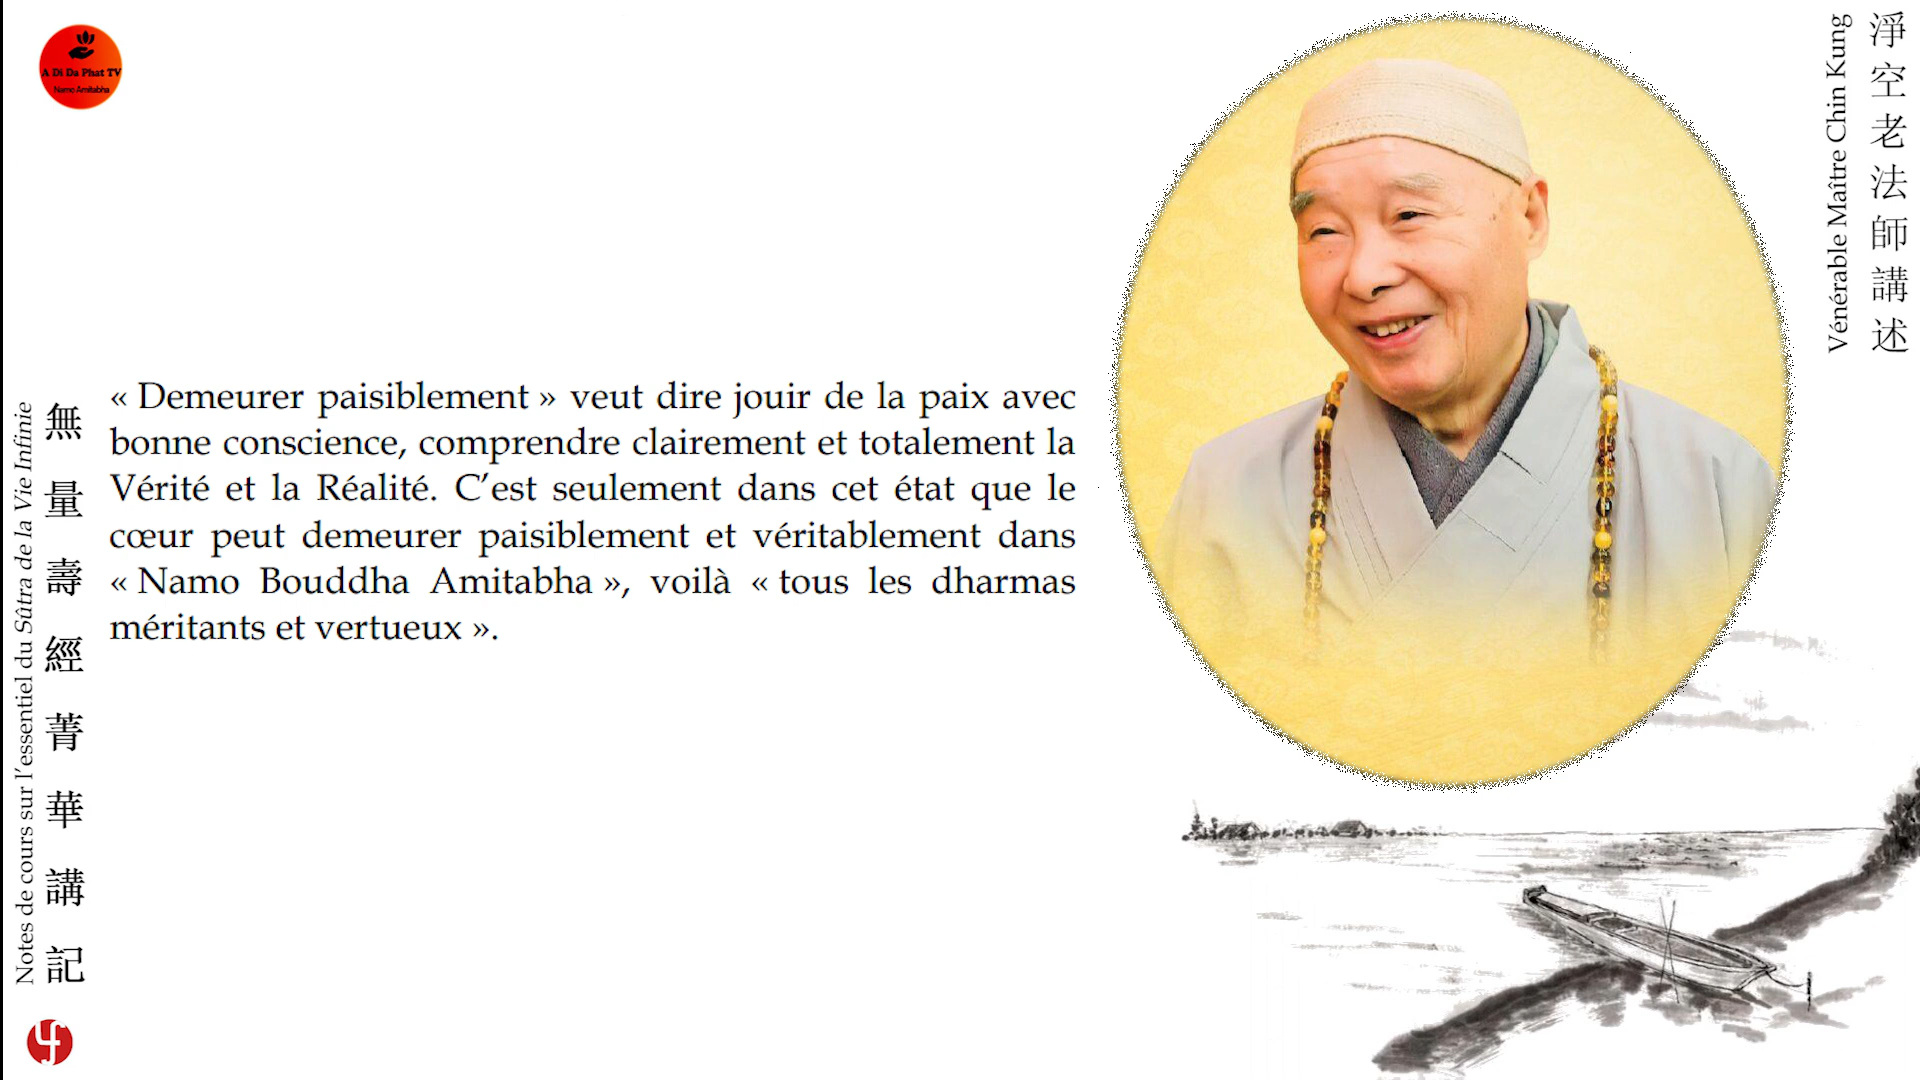 A Di Da Phat TV
Namo Amitabha
淨空老法師講述
Vénérable Maître Chin Kung
無量壽經菁華講記
Notes de cours sur l’essentiel du Sûtra de la Vie Infinie
« Demeurer paisiblement » veut dire jouir de la paix avec
bonne conscience, comprendre clairement et totalement la
Vérité et la Réalité. C’est seulement dans cet état que le
cœur peut demeurer paisiblement et véritablement dans
« Namo Bouddha Amitabha », voilà « tous les dharmas
méritants et vertueux ».